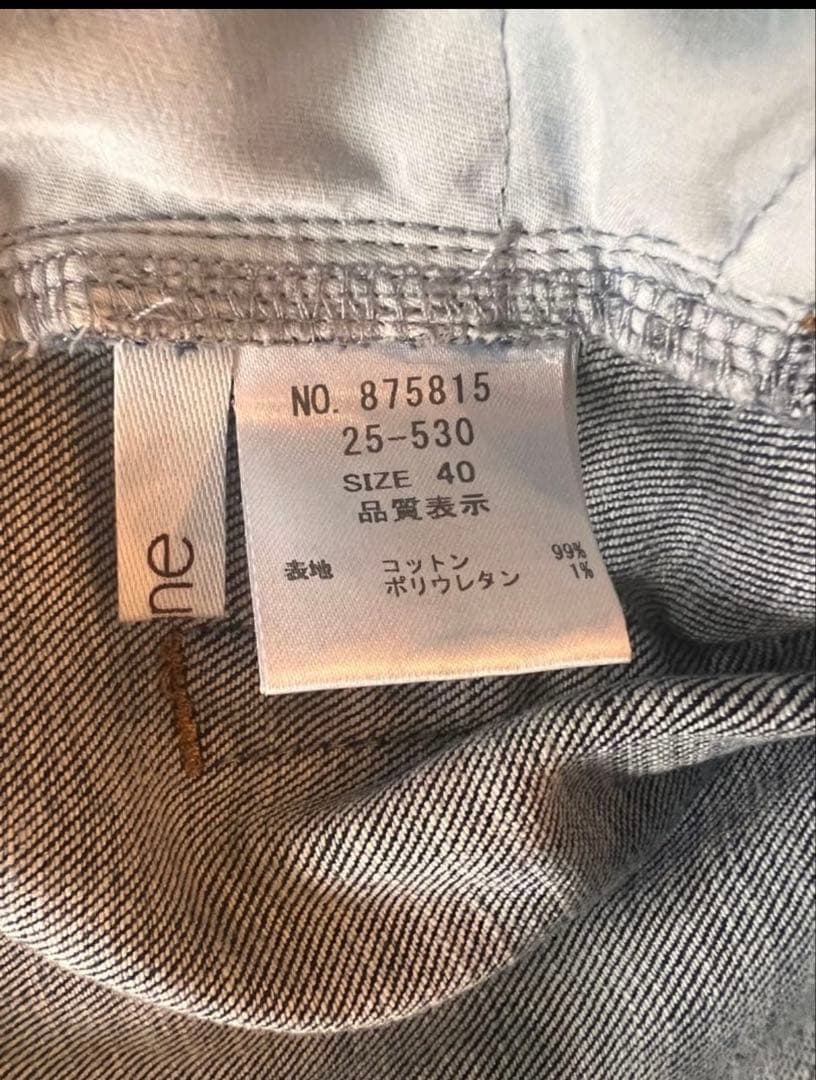 NO. 875815
25-530
SIZE 40
品質表示
表地 コットン 99%
ポリウレタン 1%
ne